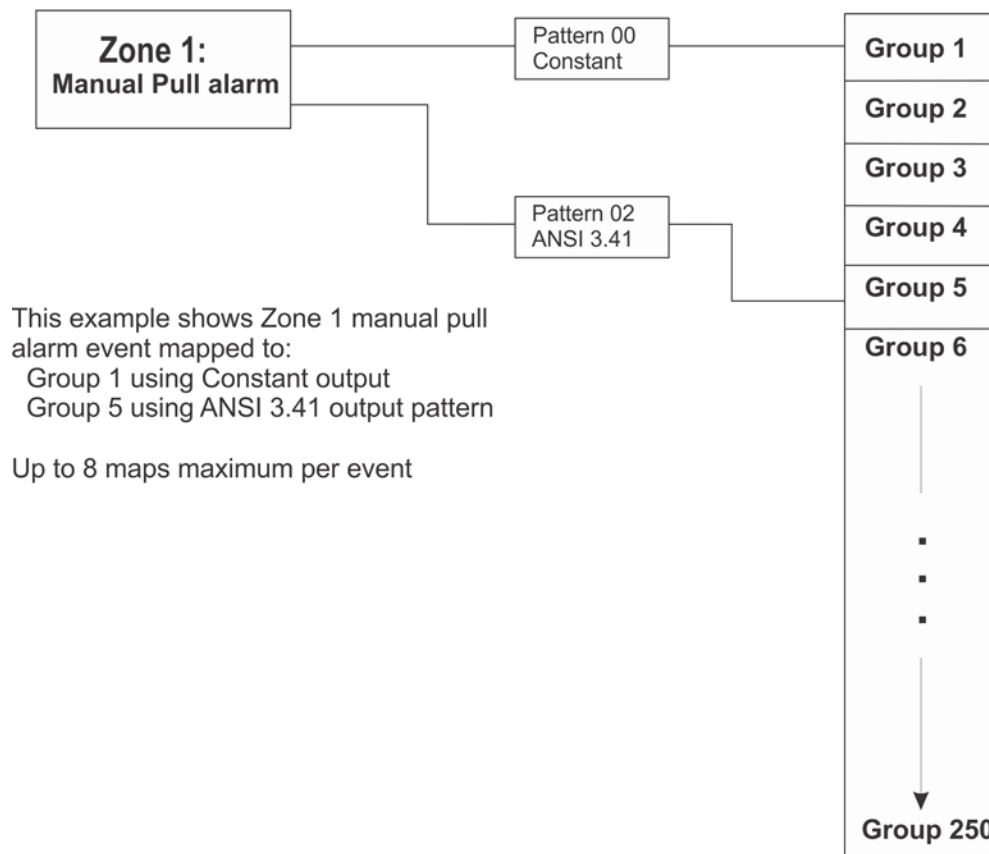 Zone 1:
Manual Pull alarm
Pattern 00
Constant
Pattern 02
ANSI 3.41
Group 1
Group 2
Group 3
Group 4
Group 5
Group 6
Group 250
This example shows Zone 1 manual pull
alarm event mapped to:
Group 1 using Constant output
Group 5 using ANSI 3.41 output pattern
Up to 8 maps maximum per event